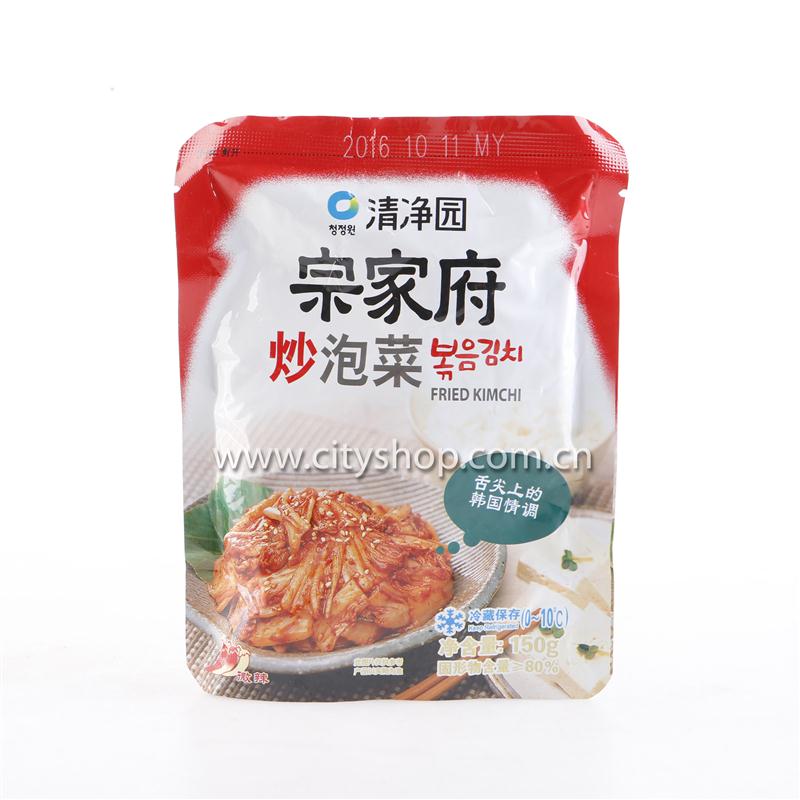 2016 10 11 MY
清净园
청정원
宗家府
炒泡菜 볶음김치
FRIED KIMCHI
www.cityshop.com.cn
舌尖上的
韩国情调
冷藏保存(0~10℃)
Keep Refrigerated
净含量: 150g
固形物含量≥80%
微辣